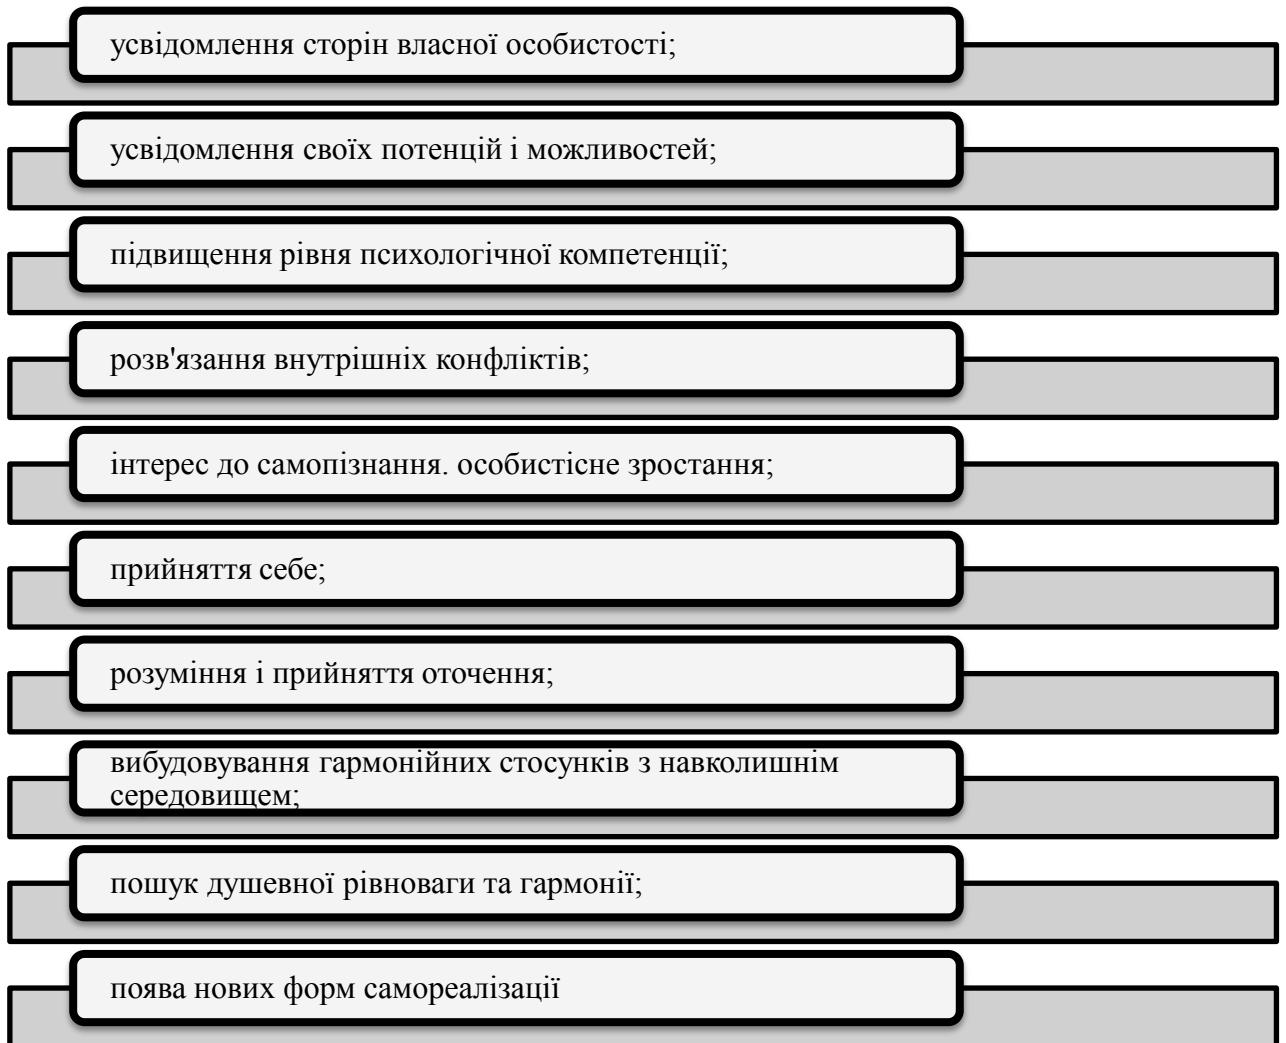 усвідомлення сторін власної особистості;
усвідомлення своїх потенцій і можливостей;
підвищення рівня психологічної компетенції;
розв'язання внутрішніх конфліктів;
інтерес до самопізнання. особистісне зростання;
прийняття себе;
розуміння і прийняття оточення;
вибудовування гармонійних стосунків з навколишнім
середовищем;
пошук душевної рівноваги та гармонії;
поява нових форм самореалізації